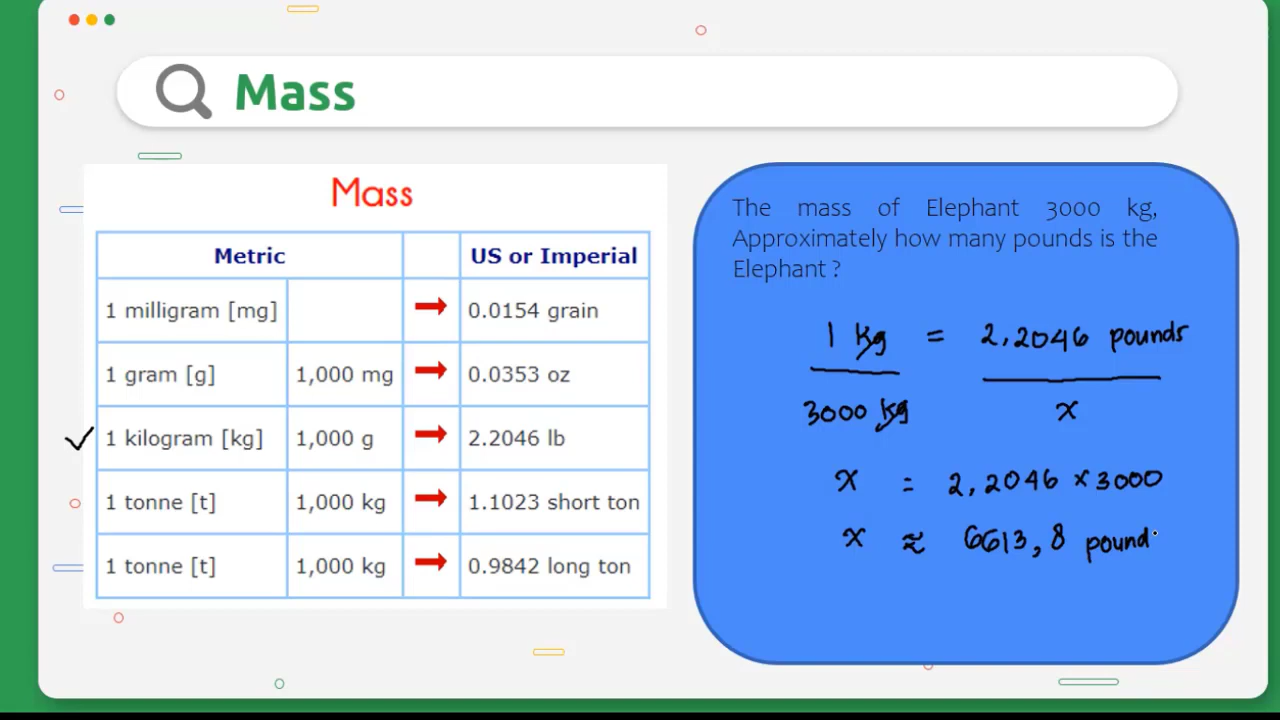 Mass
Mass
Metric US or Imperial
1 milligram [mg] 0.0154 grain
1 gram [g] 1,000 mg 0.0353 oz
1 kilogram [kg] 1,000 g 2.2046 lb
1 tonne [t] 1,000 kg 1.1023 short ton
1 tonne [t] 1,000 kg 0.9842 long ton
The mass of Elephant 3000 kg,
Approximately how many pounds is the
Elephant ?
1 kg = 2,2046 pounds
3000 kg x
x = 2,2046 x 3000
x ≈ 6613,8 pound